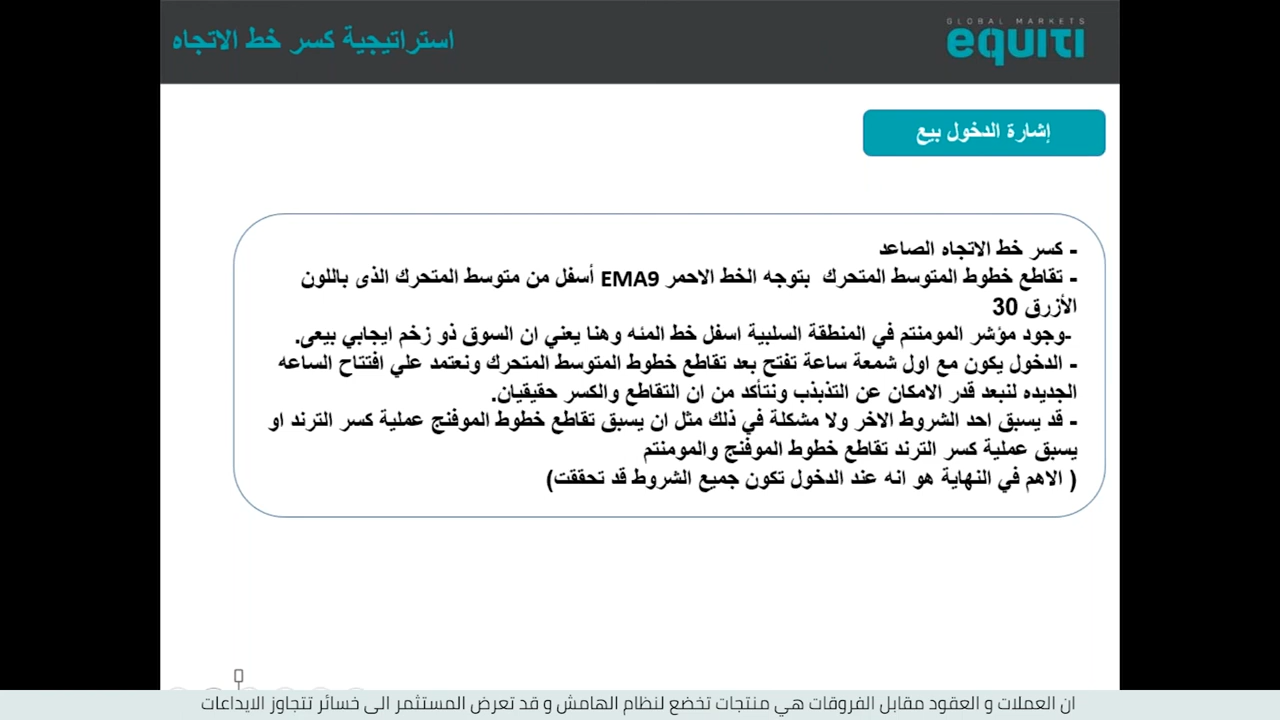 استراتيجية كسر خط الاتجاه
GLOBAL MARKETS
equiti
إشارة الدخول بيع
- كسر خط الاتجاه الصاعد
- تقاطع خطوط المتوسط المتحرك بتوجه الخط الاحمر EMA9 أسفل من متوسط المتحرك الذى باللون
الأزرق 30
-وجود مؤشر المومنتم في المنطقة السلبية اسفل خط المئه وهنا يعني ان السوق ذو زخم ايجابي بيعى.
- الدخول يكون مع اول شمعة ساعة تفتح بعد تقاطع خطوط المتوسط المتحرك ونعتمد علي افتتاح الساعه
الجديده لنبعد قدر الامكان عن التذبذب ونتأكد من ان التقاطع والكسر حقيقيان.
- قد يسبق احد الشروط الاخر ولا مشكلة في ذلك مثل ان يسبق تقاطع خطوط الموفنج عملية كسر الترند او
يسبق عملية كسر الترند تقاطع خطوط الموفنج والمومنتم
( الاهم في النهاية هو انه عند الدخول تكون جميع الشروط قد تحققت)
ان العملات و العقود مقابل الفروقات هي منتجات تخضع لنظام الهامش و قد تعرض المستثمر الى خسائر تتجاوز الايداعات